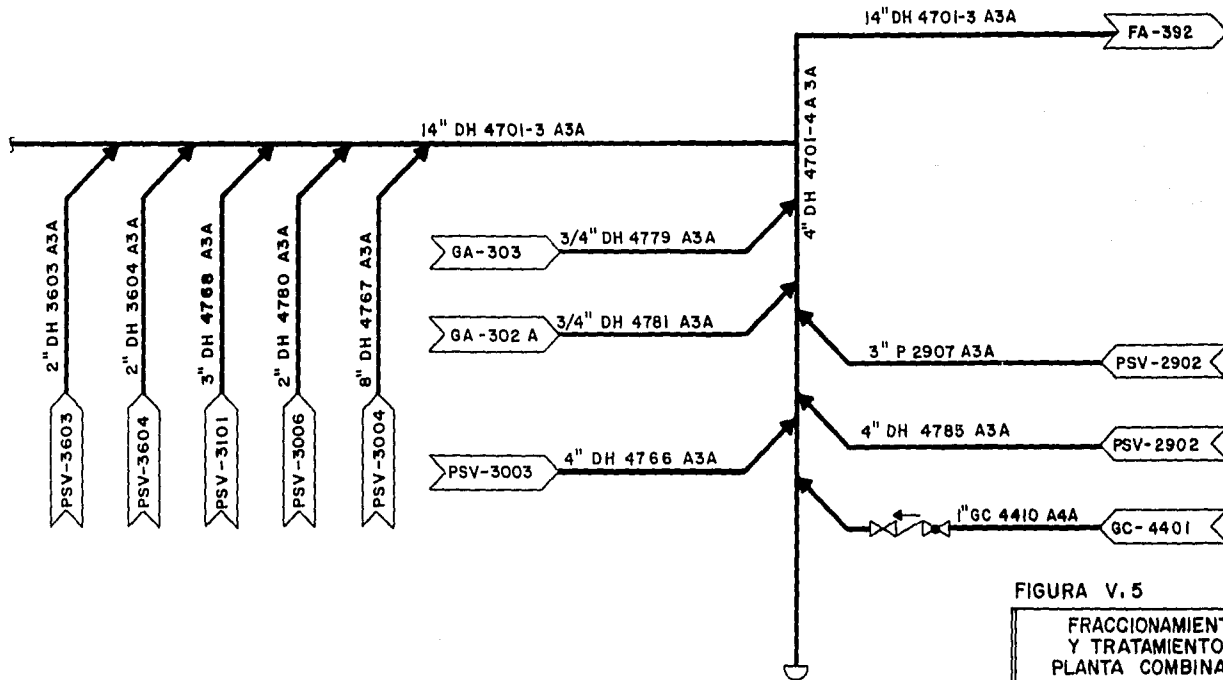 14" DH 4701-3 A3A
FA-392
14" DH 4701-3 A3A
4" DH 4701-4 A 3A
2" DH 3603 A3A
2" DH 3604 A3A
3" DH 4768 A3A
2" DH 4780 A3A
8" DH 4767 A3A
GA-303
3/4" DH 4779 A3A
GA-302 A
3/4" DH 4781 A3A
3" P 2907 A3A
PSV-2902
PSV-3603
PSV-3604
PSV-3101
PSV-3006
PSV-3004
4" DH 4785 A3A
PSV-2902
PSV-3003
4" DH 4766 A3A
1" GC 4410 A4A
GC-4401
FIGURA V.5
FRACCIONAMIENT
Y TRATAMIENTO
PLANTA COMBINA